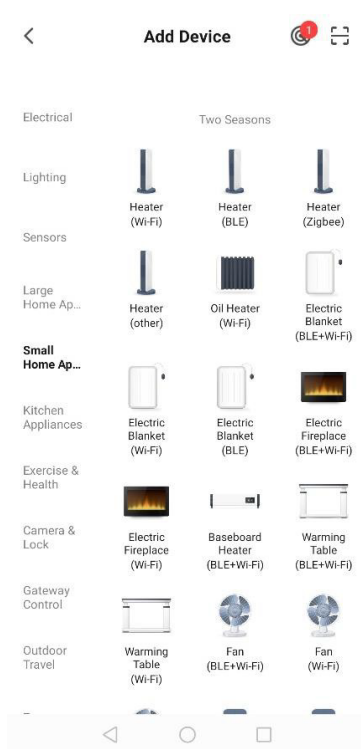 Add Device
1
Electrical
Lighting
Sensors
Large
Home Ap...
Small
Home Ap...
Kitchen
Appliances
Exercise &
Health
Camera &
Lock
Gateway
Control
Outdoor
Travel
Two Seasons
Heater
(Wi-Fi)
Heater
(BLE)
Heater
(Zigbee)
Heater
(other)
Oil Heater
(Wi-Fi)
Electric
Blanket
(BLE+Wi-Fi)
Electric
Blanket
(Wi-Fi)
Electric
Blanket
(BLE)
Electric
Fireplace
(BLE+Wi-Fi)
Electric
Fireplace
(Wi-Fi)
Baseboard
Heater
(BLE+Wi-Fi)
Warming
Table
(BLE+Wi-Fi)
Warming
Table
(Wi-Fi)
Fan
(BLE+Wi-Fi)
Fan
(Wi-Fi)